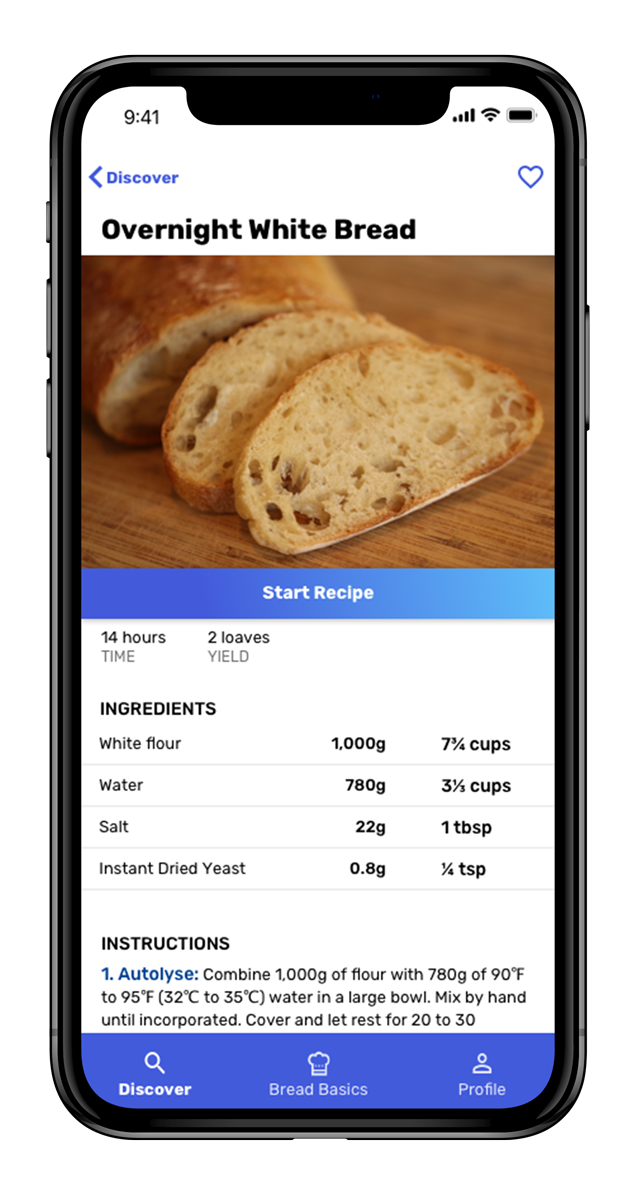 9:41
Discover
Overnight White Bread
Start Recipe
14 hours 2 loaves
TIME YIELD
INGREDIENTS
White flour 1,000g 7¾ cups
Water 780g 3⅓ cups
Salt 22g 1 tbsp
Instant Dried Yeast 0.8g ¼ tsp
INSTRUCTIONS
1. Autolyse: Combine 1,000g of flour with 780g of 90°F
to 95°F (32°C to 35°C) water in a large bowl. Mix by hand
until incorporated. Cover and let rest for 20 to 30
Discover Bread Basics Profile